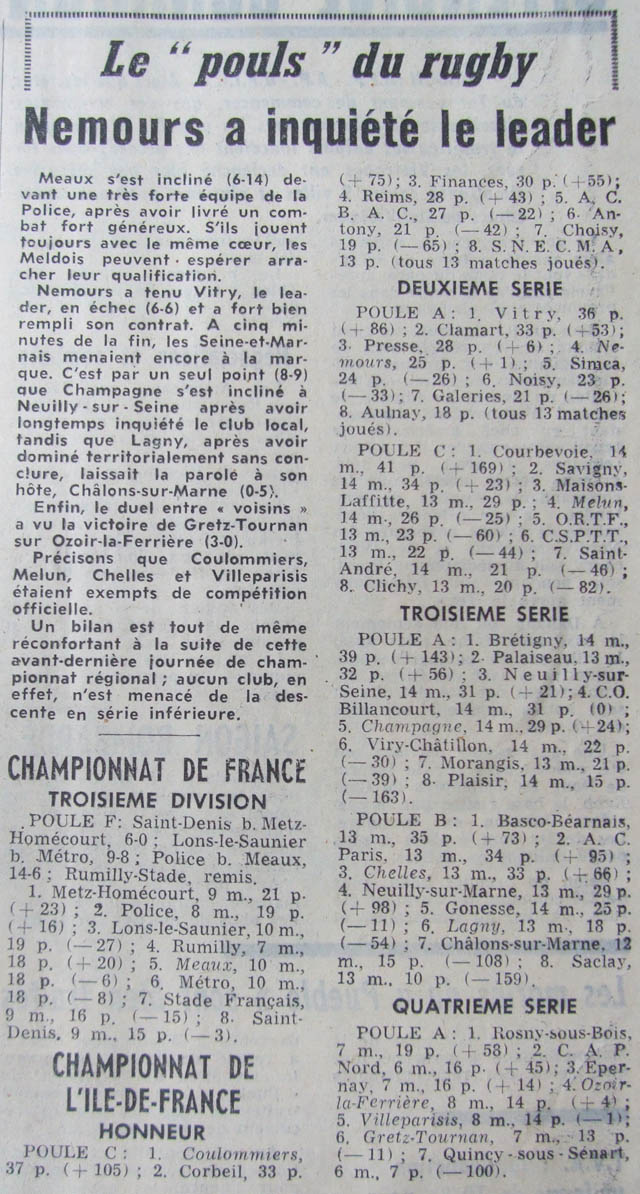 Le "pouls" du rugby
Nemours a inquiété le leader
Meaux s'est incliné (6-14) de-
vant une très forte équipe de la
Police, après avoir livré un com-
bat fort généreux. S'ils jouent
toujours avec le même cœur, les
Meldois peuvent espérer arra-
cher leur qualification.
Nemours a tenu Vitry, le lea-
der, en échec (6-6) et a fort bien
rempli son contrat. A cinq mi-
nutes de la fin, les Seine-et-Mar-
nais menaient encore à la mar-
que. C'est par un seul point (8-9)
que Champagne s'est incliné à
Neuilly-sur-Seine après avoir
longtemps inquiété le club local,
tandis que Lagny, après avoir
dominé territorialement sans con-
clure, laissait la parole à son
hôte, Châlons-sur-Marne (0-5).
Enfin, le duel entre « voisins »
a vu la victoire de Gretz-Tournan
sur Ozoir-la-Ferrière (3-0).
Précisons que Coulommiers,
Melun, Chelles et Villeparisis
étaient exempts de compétition
officielle.
Un bilan est tout de même
réconfortant à la suite de cette
avant-dernière journée de cham-
pionnat régional ; aucun club, en
effet, n'est menacé de la des-
cente en série inférieure.
CHAMPIONNAT DE FRANCE
TROISIEME DIVISION
POULE F: Saint-Denis b. Metz-
Homécourt, 6-0 ; Lons-le-Saunier
b. Métro, 9-8 ; Police b. Meaux,
14-6 ; Rumilly-Stade, remis.
1. Metz-Homécourt, 9 m., 21 p.
(+ 23) ; 2. Police, 8 m., 19 p.
(+ 16) ; 3. Lons-le-Saunier, 10 m.,
19 p. (—27) ; 4. Rumilly, 7 m.,
18 p. (+ 20) ; 5. Meaux, 10 m.,
18 p. (—6) ; 6. Métro, 10 m.,
18 p. (—8) ; 7. Stade Français,
9 m., 16 p. (—15) ; 8. Saint-
Denis, 9 m., 15 p. (—3).
CHAMPIONNAT DE
L'ILE-DE-FRANCE
HONNEUR
POULE C : 1. Coulommiers,
37 p. (+ 105) ; 2. Corbeil, 33 p.
(+ 75) ; 3. Finances, 30 p. (+ 55) ;
4. Reims, 28 p. (+ 43) ; 5. A. C.
B. A. C., 27 p. (—22) ; 6. An-
tony, 21 p. (—42) ; 7. Choisy,
19 p. (—65) ; 8. S. N. E. C. M. A.,
13 p. (tous 13 matches joués).
DEUXIEME SERIE
POULE A : 1. Vitry, 36 p.
(+ 86) ; 2. Clamart, 33 p. (+ 53) ;
3. Presse, 28 p. (+ 6) ; 4. Ne-
mours, 25 p. (+ 1) ; 5. Simca,
24 p. (—26) ; 6. Noisy, 23 p.
(—33) ; 7. Galeries, 21 p. (—26) ;
8. Aulnay, 18 p. (tous 13 matches
joués).
POULE C : 1. Courbevoie, 14
m., 41 p. (+ 169) ; 2. Savigny,
14 m., 34 p. (+ 23) ; 3. Maisons-
Laffitte, 13 m., 29 p. ; 4. Melun,
14 m., 26 p. (—25) ; 5. O.R.T.F.,
13 m., 23 p. (—60) ; 6. C.S.P.T.T.,
13 m., 22 p. (—44) ; 7. Saint-
André, 14 m., 21 p. (—46) ;
8. Clichy, 13 m., 20 p. (—82).
TROISIEME SERIE
POULE A : 1. Brétigny, 14 m.,
39 p. (+ 143) ; 2. Palaiseau, 13 m.,
32 p. (+ 56) ; 3. Neuilly-sur-
Seine, 14 m., 31 p. (+ 21) ; 4. C.O.
Billancourt, 14 m., 31 p. (0) ;
5. Champagne, 14 m., 29 p. (+ 24) ;
6. Viry-Châtillon, 14 m., 22 p.
(—30) ; 7. Morangis, 13 m., 21 p.
(—39) ; 8. Plaisir, 14 m., 15 p.
(—163).
POULE B : 1. Basco-Béarnais,
13 m., 35 p. (+ 73) ; 2. A. C.
Paris, 13 m., 34 p. (+ 95) ;
3. Chelles, 13 m., 33 p. (+ 66) ;
4. Neuilly-sur-Marne, 13 m., 29 p.
(+ 98) ; 5. Gonesse, 14 m., 25 p.
(—11) ; 6. Lagny, 13 m., 18 p.
(—54) ; 7. Châlons-sur-Marne, 12
m., 15 p. (—108) ; 8. Saclay,
13 m., 10 p. (—159).
QUATRIEME SERIE
POULE A : 1. Rosny-sous-Bois,
7 m., 19 p. (+ 58) ; 2. C. A. P.
Nord, 6 m., 16 p. (+ 45) ; 3. Eper-
nay, 7 m., 16 p. (+ 14) ; 4. Ozoir-
la-Ferrière, 8 m., 14 p. (+ 4) ;
5. Villeparisis, 8 m., 14 p. (—1) ;
6. Gretz-Tournan, 7 m., 13 p.
(—11) ; 7. Quincy-sous-Sénart,
6 m., 7 p. (—100).